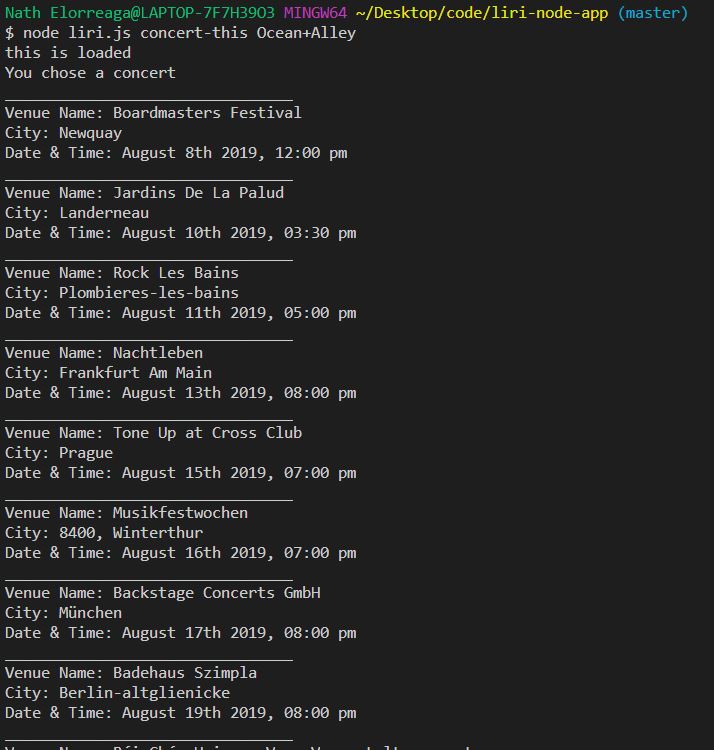 Nath Elorreaga@LAPTOP-7F7H39O3 MINGW64 ~/Desktop/code/liri-node-app (master)
$ node liri.js concert-this Ocean+Alley
this is loaded
You chose a concert
________________________________
Venue Name: Boardmasters Festival
City: Newquay
Date & Time: August 8th 2019, 12:00 pm
________________________________
Venue Name: Jardins De La Palud
City: Landerneau
Date & Time: August 10th 2019, 03:30 pm
________________________________
Venue Name: Rock Les Bains
City: Plombieres-les-bains
Date & Time: August 11th 2019, 05:00 pm
________________________________
Venue Name: Nachtleben
City: Frankfurt Am Main
Date & Time: August 13th 2019, 08:00 pm
________________________________
Venue Name: Tone Up at Cross Club
City: Prague
Date & Time: August 15th 2019, 07:00 pm
________________________________
Venue Name: Musikfestwochen
City: 8400, Winterthur
Date & Time: August 16th 2019, 07:00 pm
________________________________
Venue Name: Backstage Concerts GmbH
City: München
Date & Time: August 17th 2019, 08:00 pm
________________________________
Venue Name: Badehaus Szimpla
City: Berlin-altglienicke
Date & Time: August 19th 2019, 08:00 pm
________________________________
Venue Name: